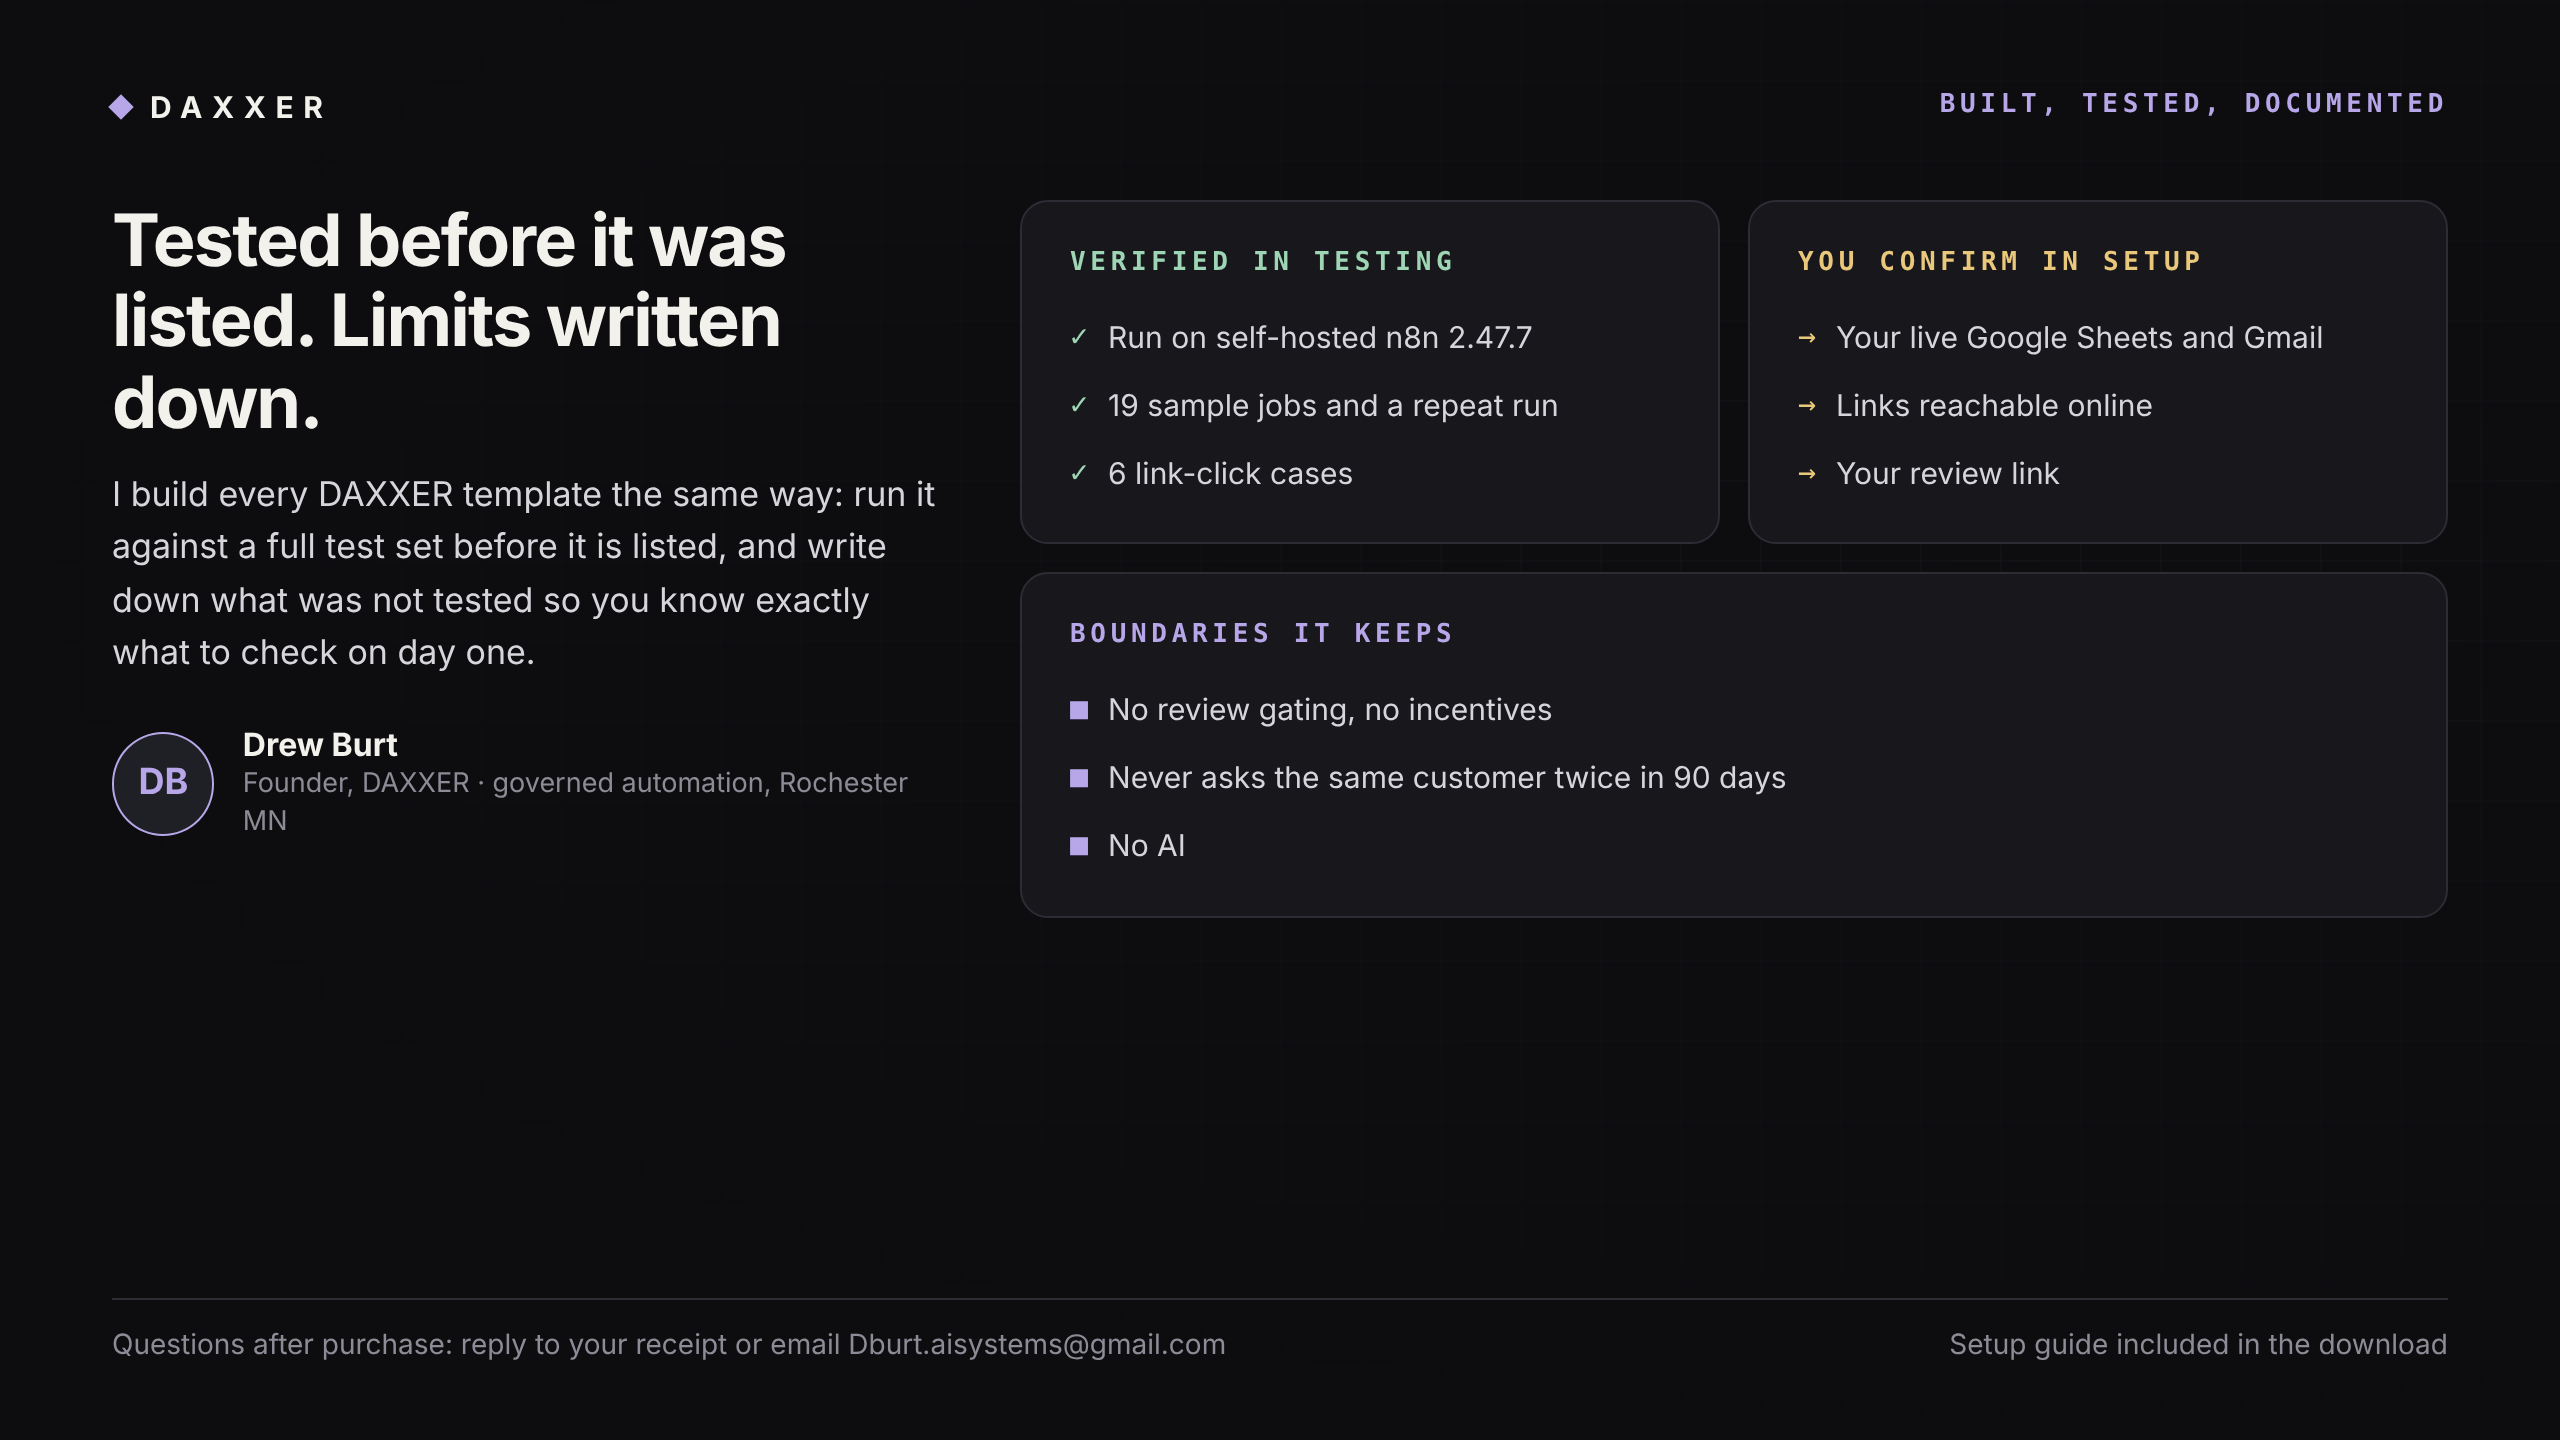 DAXXER
BUILT, TESTED, DOCUMENTED
Tested before it was
listed. Limits written
down.
I build every DAXXER template the same way: run it
against a full test set before it is listed, and write
down what was not tested so you know exactly
what to check on day one.
DB
Drew Burt
Founder, DAXXER · governed automation, Rochester
MN
VERIFIED IN TESTING
✓ Run on self-hosted n8n 2.47.7
✓ 19 sample jobs and a repeat run
✓ 6 link-click cases
YOU CONFIRM IN SETUP
→ Your live Google Sheets and Gmail
→ Links reachable online
→ Your review link
BOUNDARIES IT KEEPS
■ No review gating, no incentives
■ Never asks the same customer twice in 90 days
■ No AI
Questions after purchase: reply to your receipt or email Dburt.aisystems@gmail.com
Setup guide included in the download